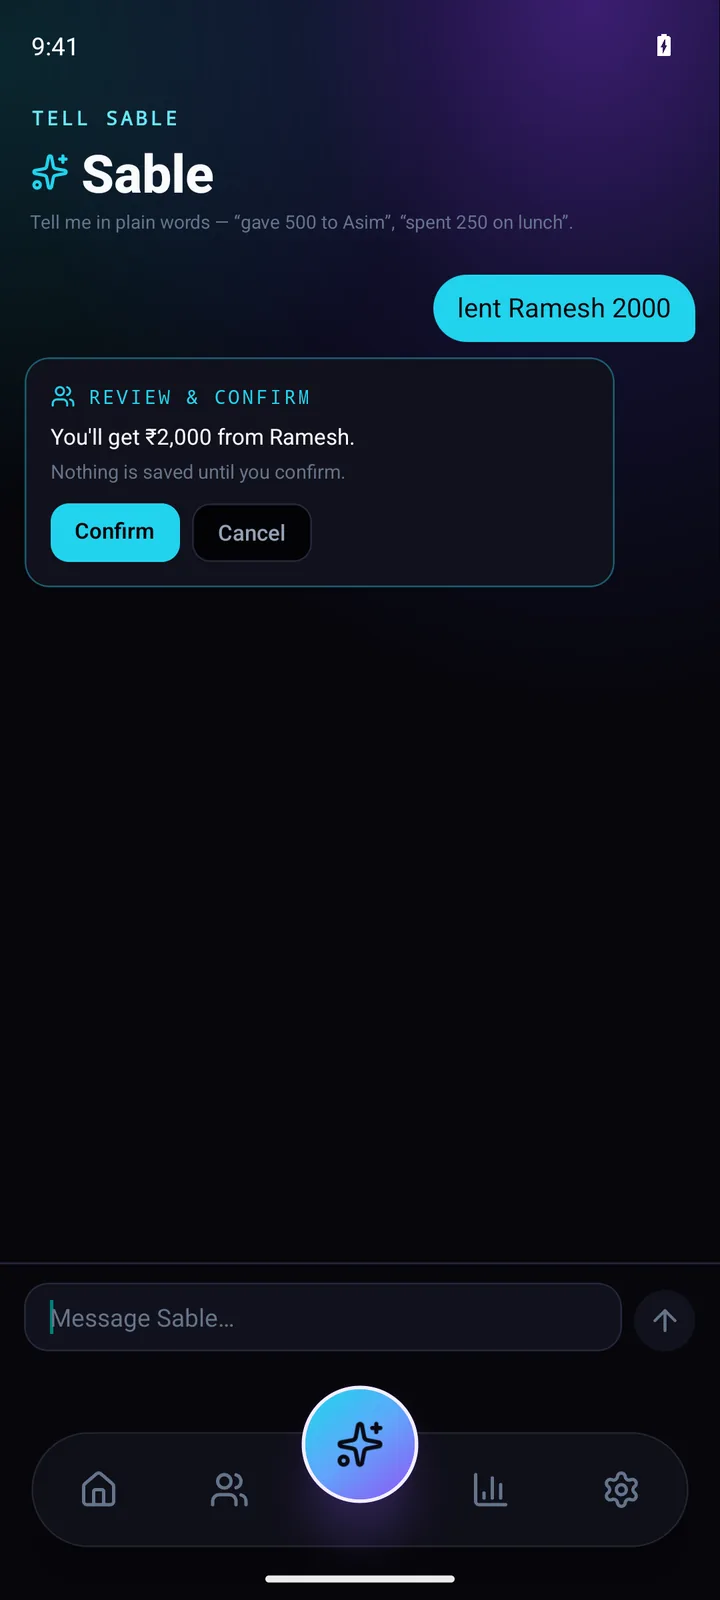 9:41
TELL SABLE
Sable
Tell me in plain words — “gave 500 to Asim”, “spent 250 on lunch”.
lent Ramesh 2000
REVIEW & CONFIRM
You'll get ₹2,000 from Ramesh.
Nothing is saved until you confirm.
Confirm
Cancel
Message Sable…